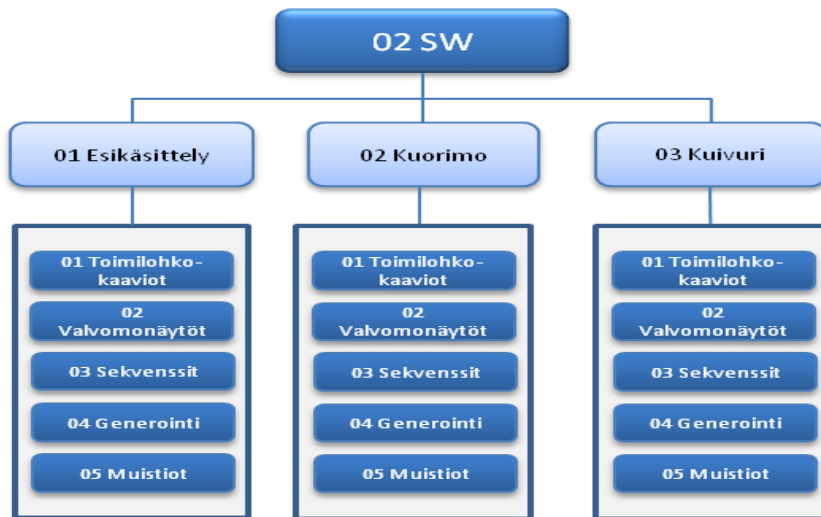 02 SW
01 Esikäsittely
02 Kuorimo
03 Kuivuri
01 Toimilohko-
kaaviot
02
Valvomonäytöt
03 Sekvenssit
04 Generointi
05 Muistiot
01 Toimilohko-
kaaviot
02
Valvomonäytöt
03 Sekvenssit
04 Generointi
05 Muistiot
01 Toimilohko-
kaaviot
02
Valvomonäytöt
03 Sekvenssit
04 Generointi
05 Muistiot